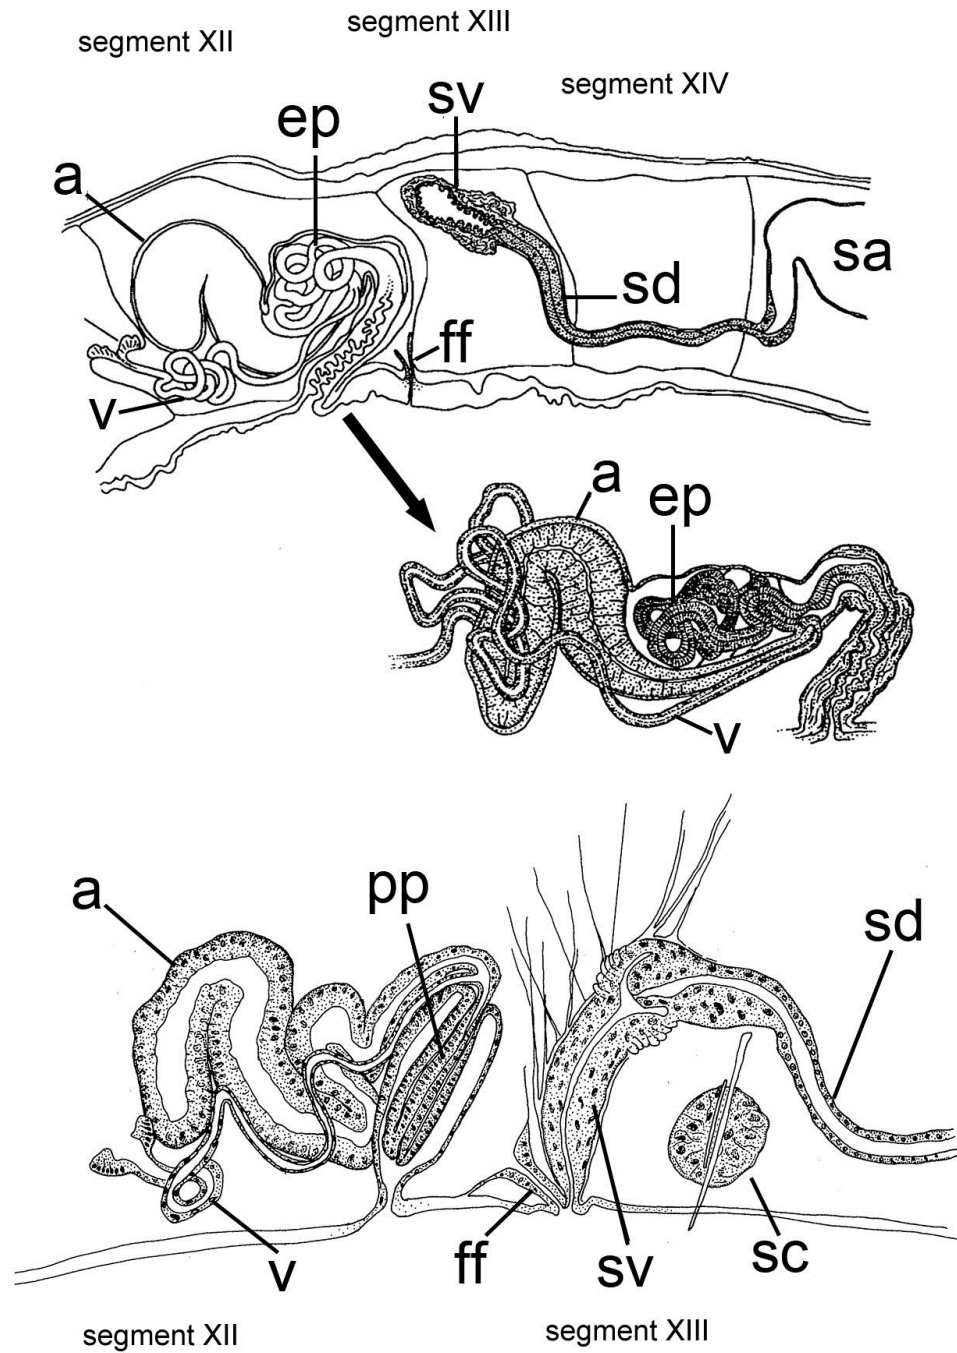 segment XII
segment XIII
segment XIV
sv
ep
a
sa
sd
ff
v
a
ep
v
pp
a
sd
ff
sv
sc
v
segment XII
segment XIII